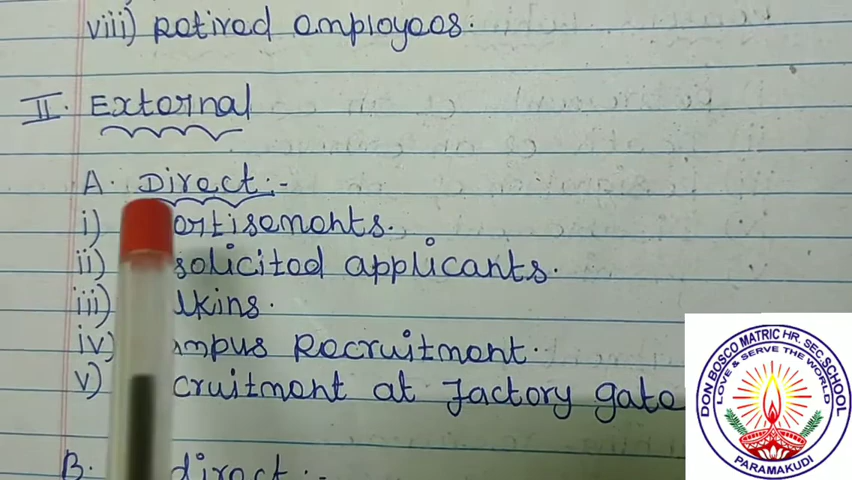 viii) Retired employees.
II. External
A. Direct:-
i) ertisements.
ii) solicited applicants.
iii) lkins.
iv) mpus Recruitment.
v) cruitment at factory gate
B. direct:-
DON BOSCO MATRIC HR. SEC. SCHOOL
LOVE & SERVE THE WORLD
PARAMAKUDI